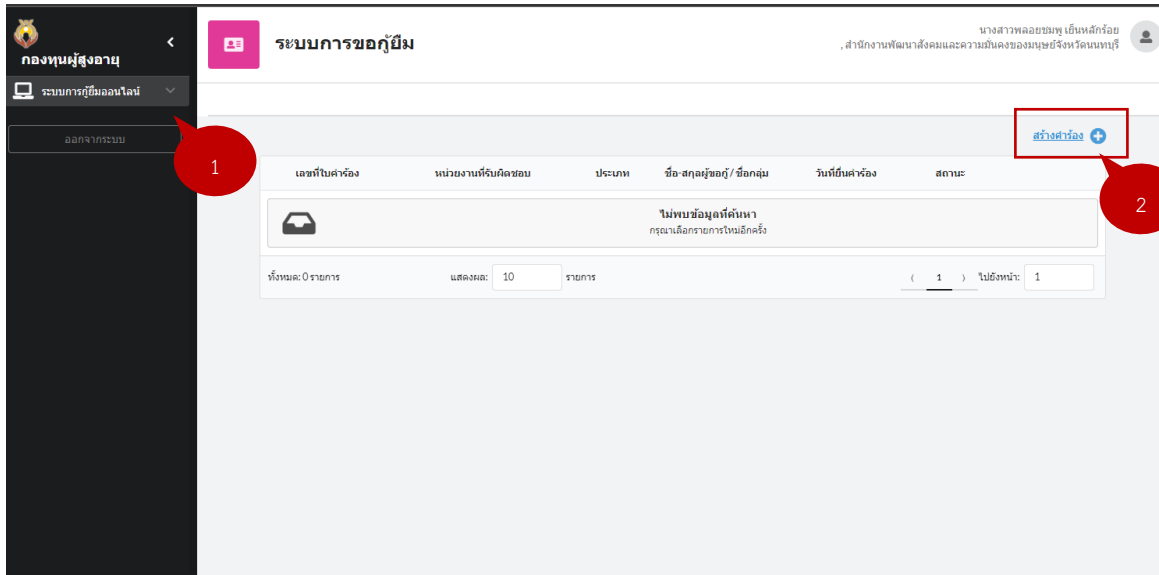 กองทุนผู้สูงอายุ
ระบบการกู้ยืมออนไลน์
ออกจากระบบ
1
ระบบการขอกู้ยืม
นางสาวพลอยชมพู เย็นหลักร้อย
, สำนักงานพัฒนาสังคมและความมั่นคงของมนุษย์จังหวัดนนทบุรี
สร้างคำร้อง
2
เลขที่ใบคำร้อง หน่วยงานที่รับผิดชอบ ประเภท ชื่อ-สกุลผู้ขอกู้/ชื่อกลุ่ม วันที่ยื่นคำร้อง สถานะ
ไม่พบข้อมูลที่ค้นหา
กรุณาเลือกรายการใหม่อีกครั้ง
ทั้งหมด: 0 รายการ แสดงผล: 10 รายการ 1 ไปยังหน้า: 1